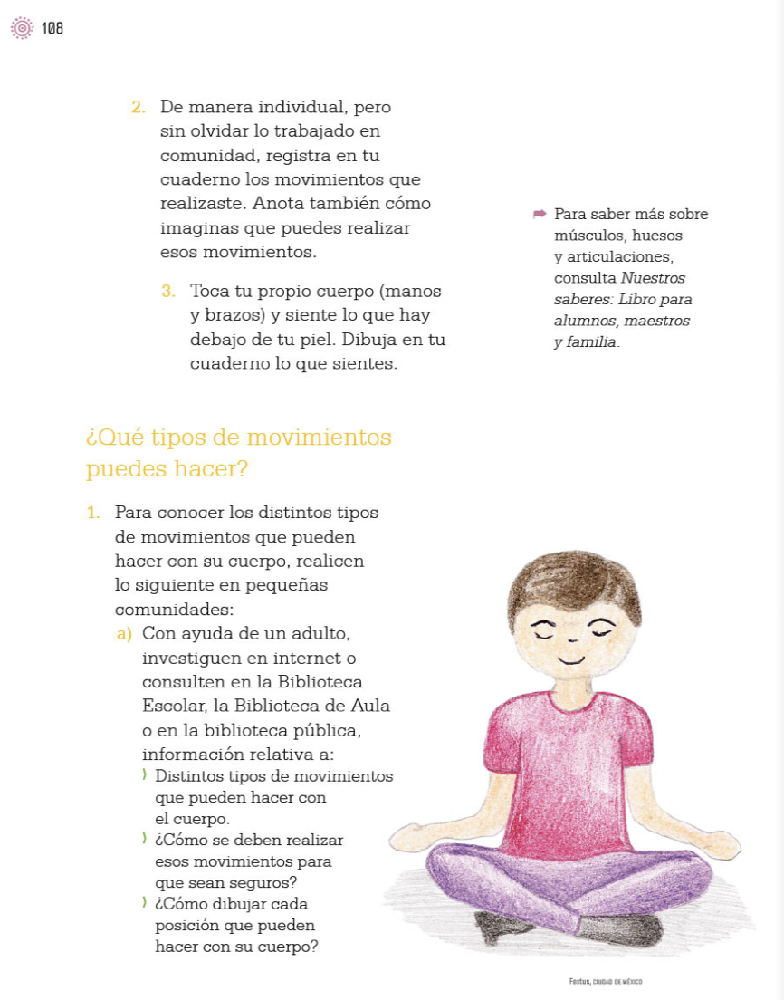 108
2. De manera individual, pero
sin olvidar lo trabajado en
comunidad, registra en tu
cuaderno los movimientos que
realizaste. Anota también cómo
imaginas que puedes realizar
esos movimientos.
3. Toca tu propio cuerpo (manos
y brazos) y siente lo que hay
debajo de tu piel. Dibuja en tu
cuaderno lo que sientes.
Para saber más sobre
músculos, huesos
y articulaciones,
consulta Nuestros
saberes: Libro para
alumnos, maestros
y familia.
¿Qué tipos de movimientos
puedes hacer?
1. Para conocer los distintos tipos
de movimientos que pueden
hacer con su cuerpo, realicen
lo siguiente en pequeñas
comunidades:
a) Con ayuda de un adulto,
investiguen en internet o
consulten en la Biblioteca
Escolar, la Biblioteca de Aula
o en la biblioteca pública,
información relativa a:
Distintos tipos de movimientos
que pueden hacer con
el cuerpo.
¿Cómo se deben realizar
esos movimientos para
que sean seguros?
¿Cómo dibujar cada
posición que pueden
hacer con su cuerpo?
Festus, CIUDAD DE MÉXICO